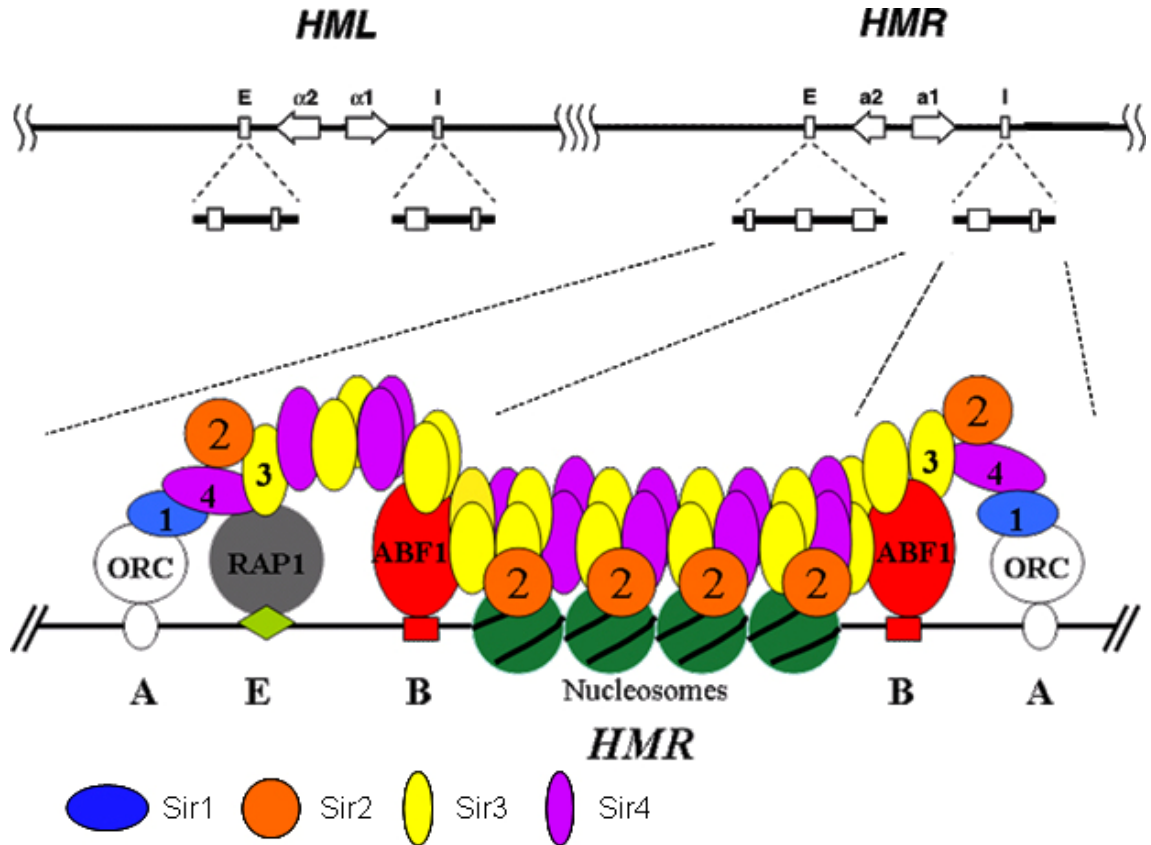 HML HMR
E α2 α1 I E a2 a1 I
2 2
3 3
4 4
1 1
ORC RAP1 ABF1 ABF1 ORC
2 2 2 2
A E B Nucleosomes B A
HMR
Sir1 Sir2 Sir3 Sir4